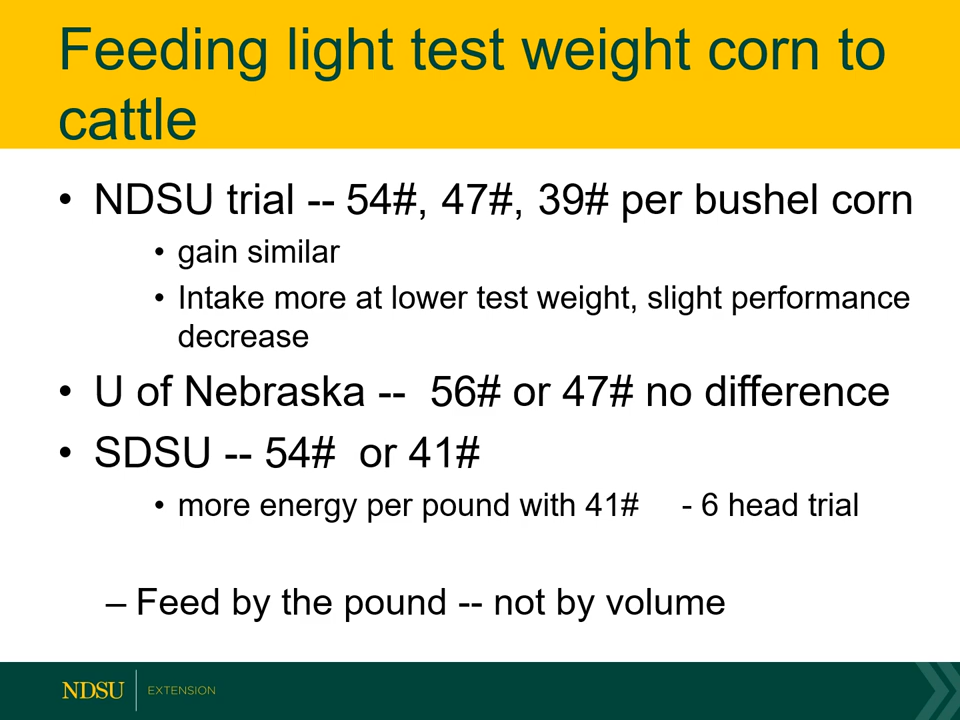 Feeding light test weight corn to
cattle
• NDSU trial -- 54#, 47#, 39# per bushel corn
• gain similar
• Intake more at lower test weight, slight performance
decrease
• U of Nebraska -- 56# or 47# no difference
• SDSU -- 54# or 41#
• more energy per pound with 41# - 6 head trial
– Feed by the pound -- not by volume
NDSU EXTENSION